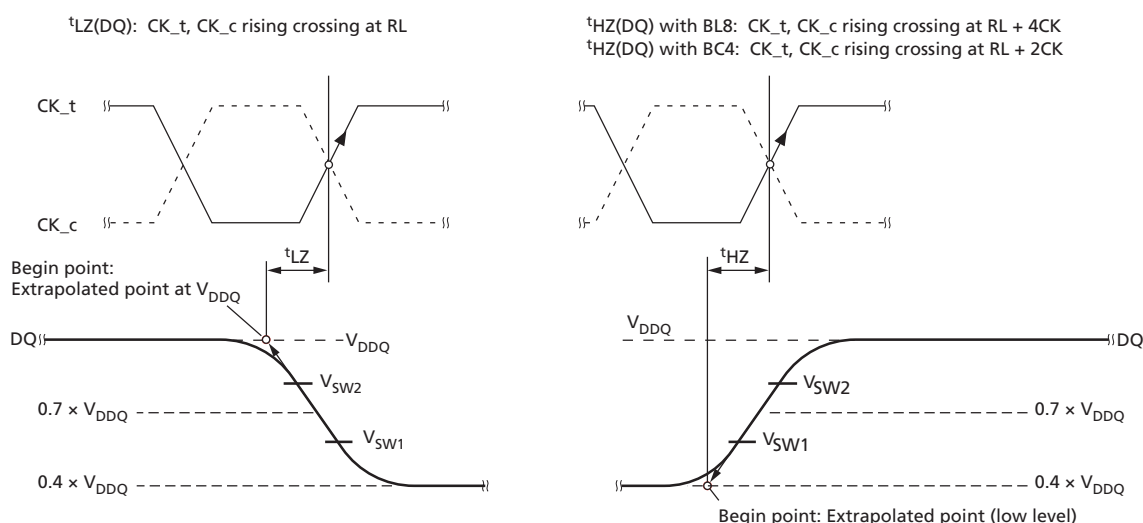 tLZ(DQ): CK_t, CK_c rising crossing at RL
tHZ(DQ) with BL8: CK_t, CK_c rising crossing at RL + 4CK
tHZ(DQ) with BC4: CK_t, CK_c rising crossing at RL + 2CK
CK_t
CK_c
tLZ
Begin point:
Extrapolated point at VDDQ
DQ
VDDQ
VSW2
0.7 × VDDQ
VSW1
0.4 × VDDQ
tHZ
VDDQ
DQ
VSW2
0.7 × VDDQ
VSW1
0.4 × VDDQ
Begin point: Extrapolated point (low level)